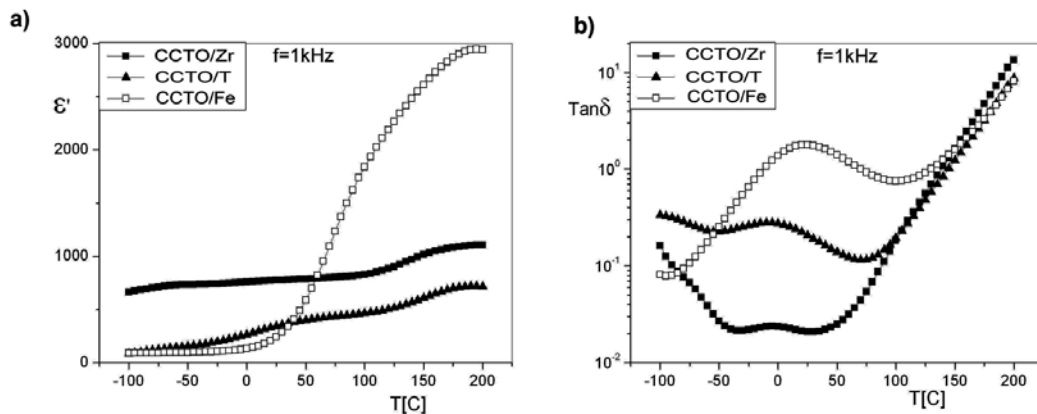 a)
3000
2000
1000
0
ε'
CCTO/Zr
CCTO/T
CCTO/Fe
f=1kHz
-100 -50 0 50 100 150 200
T[C]
b)
10^1
10^0
10^-1
10^-2
Tanδ
CCTO/Zr
CCTO/T
CCTO/Fe
f=1kHz
-100 -50 0 50 100 150 200
T[C]